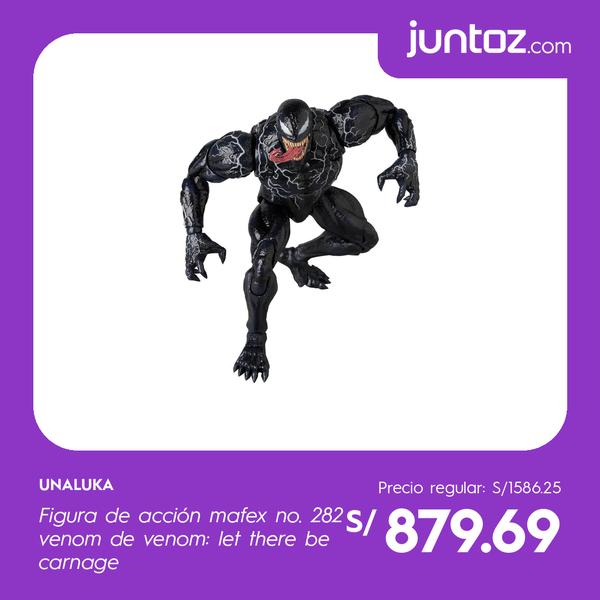 juntoz.com
UNALUKA
Figura de acción mafex no. 282
venom de venom: let there be
carnage
Precio regular: S/1586.25
S/ 879.69